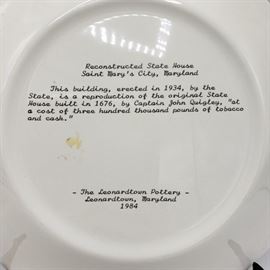 Reconstructed State House
Saint Mary's City, Maryland
This building, erected in 1934, by the
State, is a reproduction of the original State
House built in 1676, by Captain John Quigley, "at
a cost of three hundred thousand pounds of tobacco
and cask."
- The Leonardtown Pottery -
Leonardtown, Maryland
1984